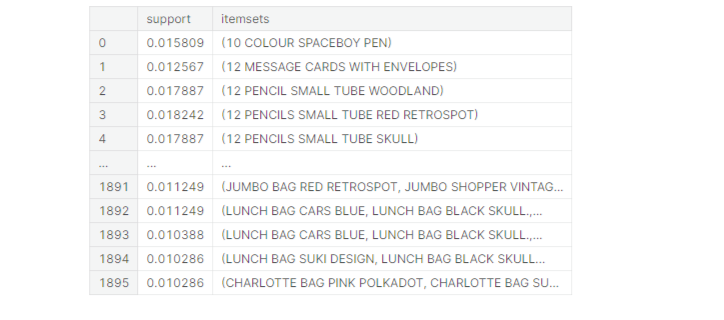 support itemsets
0 0.015809 (10 COLOUR SPACEBOY PEN)
1 0.012567 (12 MESSAGE CARDS WITH ENVELOPES)
2 0.017887 (12 PENCIL SMALL TUBE WOODLAND)
3 0.018242 (12 PENCILS SMALL TUBE RED RETROSPOT)
4 0.017887 (12 PENCILS SMALL TUBE SKULL)
... ... ...
1891 0.011249 (JUMBO BAG RED RETROSPOT, JUMBO SHOPPER VINTAG...
1892 0.011249 (LUNCH BAG CARS BLUE, LUNCH BAG BLACK SKULL.,...
1893 0.010388 (LUNCH BAG CARS BLUE, LUNCH BAG BLACK SKULL.,...
1894 0.010286 (LUNCH BAG SUKI DESIGN, LUNCH BAG BLACK SKULL...
1895 0.010286 (CHARLOTTE BAG PINK POLKADOT, CHARLOTTE BAG SU...